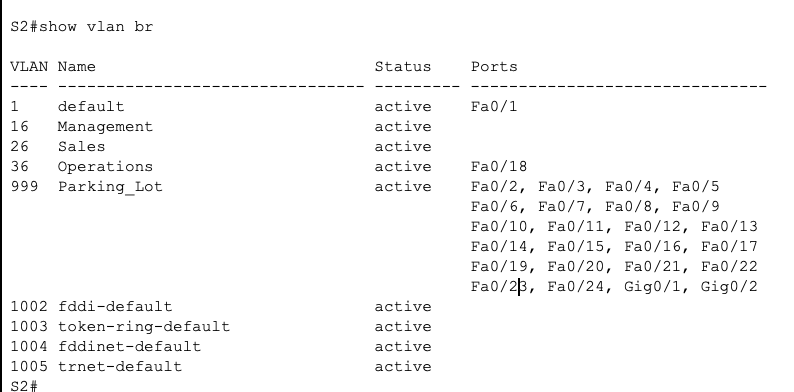 S2#show vlan br
VLAN Name                             Status    Ports
---- -------------------------------- --------- -------------------------------
1    default                          active    Fa0/1
16   Management                       active
26   Sales                            active
36   Operations                       active    Fa0/18
999  Parking_Lot                      active    Fa0/2, Fa0/3, Fa0/4, Fa0/5
                                                Fa0/6, Fa0/7, Fa0/8, Fa0/9
                                                Fa0/10, Fa0/11, Fa0/12, Fa0/13
                                                Fa0/14, Fa0/15, Fa0/16, Fa0/17
                                                Fa0/19, Fa0/20, Fa0/21, Fa0/22
                                                Fa0/23, Fa0/24, Gig0/1, Gig0/2
1002 fddi-default                     active
1003 token-ring-default               active
1004 fddinet-default                  active
1005 trnet-default                    active
S2#